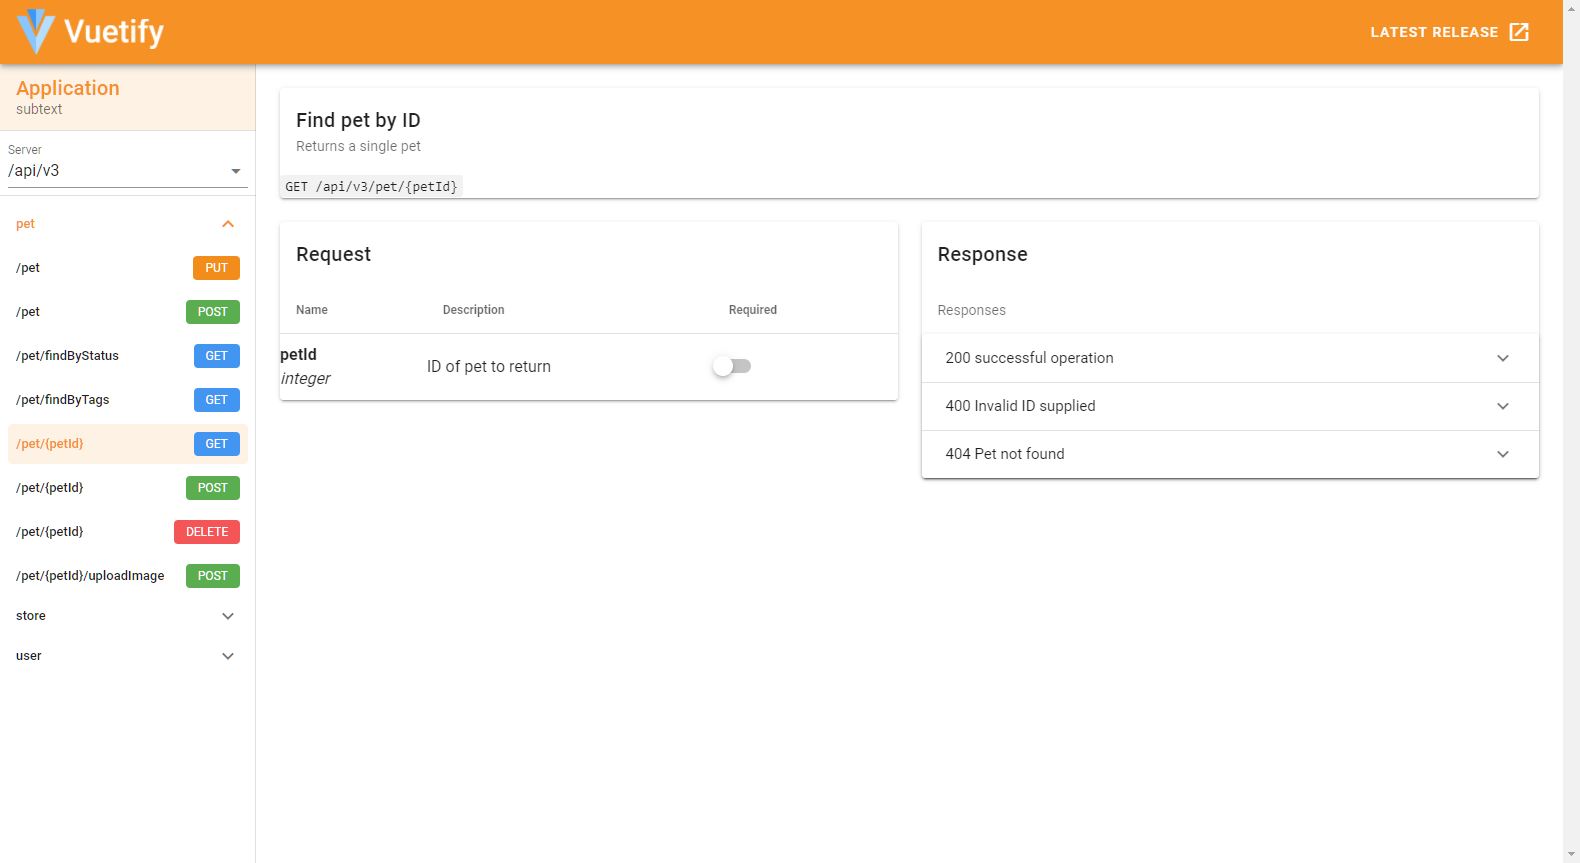 Vuetify
LATEST RELEASE
Application
subtext
Server
/api/v3
pet
/pet PUT
/pet POST
/pet/findByStatus GET
/pet/findByTags GET
/pet/{petId} GET
/pet/{petId} POST
/pet/{petId} DELETE
/pet/{petId}/uploadImage POST
store
user
Find pet by ID
Returns a single pet
GET /api/v3/pet/{petId}
Request
Name Description Required
petId
integer
ID of pet to return
Response
Responses
200 successful operation
400 Invalid ID supplied
404 Pet not found